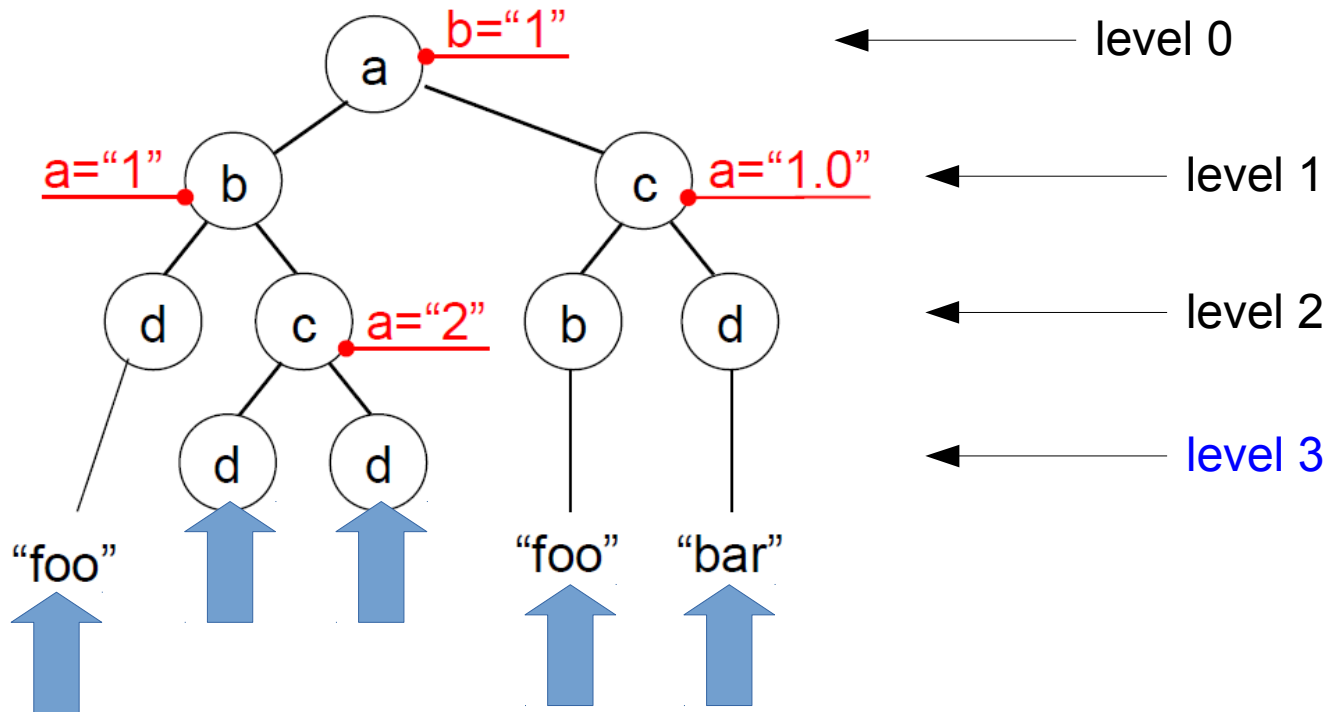 b=“1”
level 0
a
a=“1”
b
c
a=“1.0”
level 1
d
c
a=“2”
b
d
level 2
d
d
level 3
“foo”
“foo”
“bar”